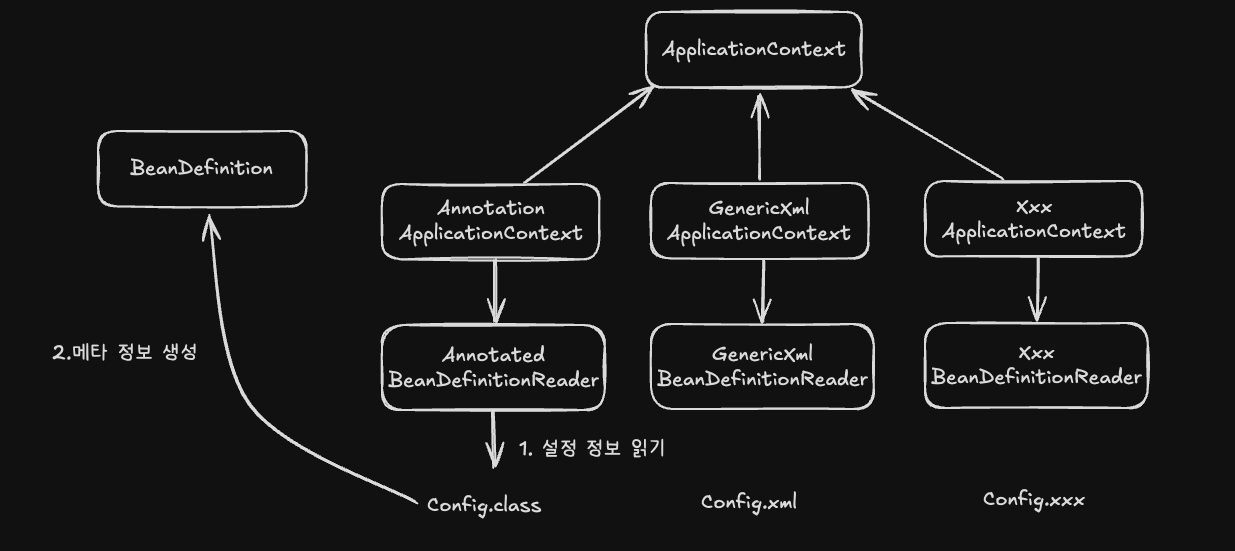 ApplicationContext
BeanDefinition
Annotation
ApplicationContext
GenericXml
ApplicationContext
Xxx
ApplicationContext
2.메타 정보 생성
Annotated
BeanDefinitionReader
GenericXml
BeanDefinitionReader
Xxx
BeanDefinitionReader
1. 설정 정보 읽기
Config.class
Config.xml
Config.xxx